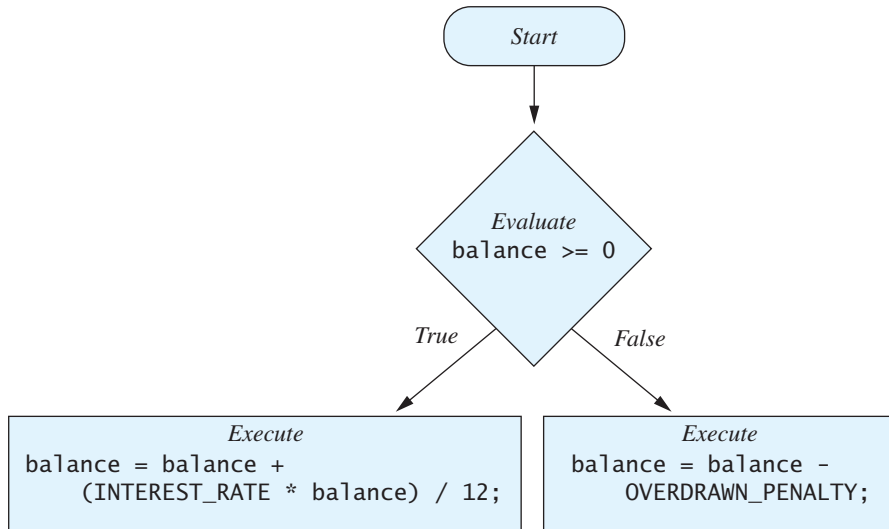 Start
Evaluate
balance >= 0
True
False
Execute
balance = balance +
(INTEREST_RATE * balance) / 12;
Execute
balance = balance -
OVERDRAWN_PENALTY;